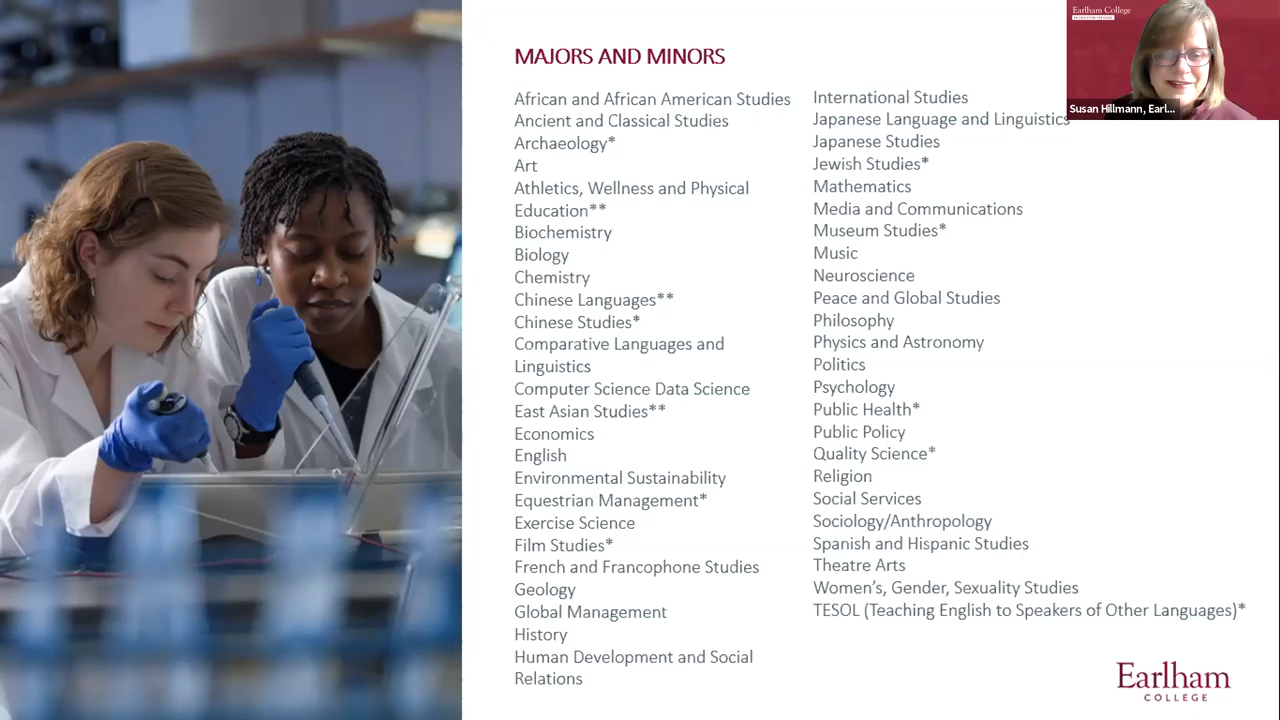 MAJORS AND MINORS
African and African American Studies
Ancient and Classical Studies
Archaeology*
Art
Athletics, Wellness and Physical
Education**
Biochemistry
Biology
Chemistry
Chinese Languages**
Chinese Studies*
Comparative Languages and
Linguistics
Computer Science Data Science
East Asian Studies**
Economics
English
Environmental Sustainability
Equestrian Management*
Exercise Science
Film Studies*
French and Francophone Studies
Geology
Global Management
History
Human Development and Social
Relations
International Studies
Japanese Language and Linguistics
Japanese Studies
Jewish Studies*
Mathematics
Media and Communications
Museum Studies*
Music
Neuroscience
Peace and Global Studies
Philosophy
Physics and Astronomy
Politics
Psychology
Public Health*
Public Policy
Quality Science*
Religion
Social Services
Sociology/Anthropology
Spanish and Hispanic Studies
Theatre Arts
Women's, Gender, Sexuality Studies
TESOL (Teaching English to Speakers of Other Languages)*
Earlham College
Susan Hillmann, Earl...
Earlham
COLLEGE